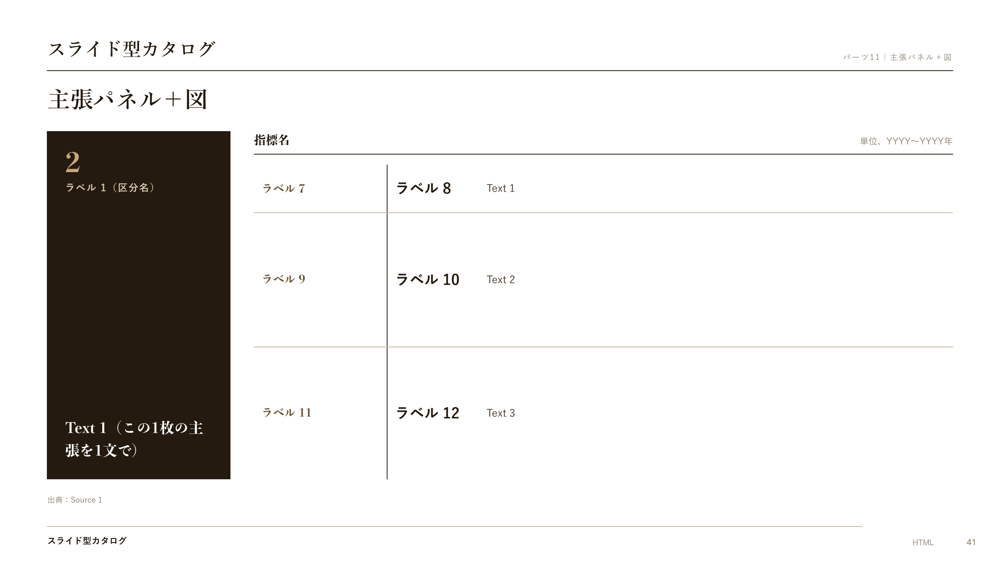 スライド型カタログ
パーツ11｜主張パネル＋図
主張パネル＋図
2
ラベル 1（区分名）
Text 1（この1枚の主
張を1文で）
指標名
単位、YYYY〜YYYY年
ラベル 7 ラベル 8 Text 1
ラベル 9 ラベル 10 Text 2
ラベル 11 ラベル 12 Text 3
出典：Source 1
スライド型カタログ
HTML
41